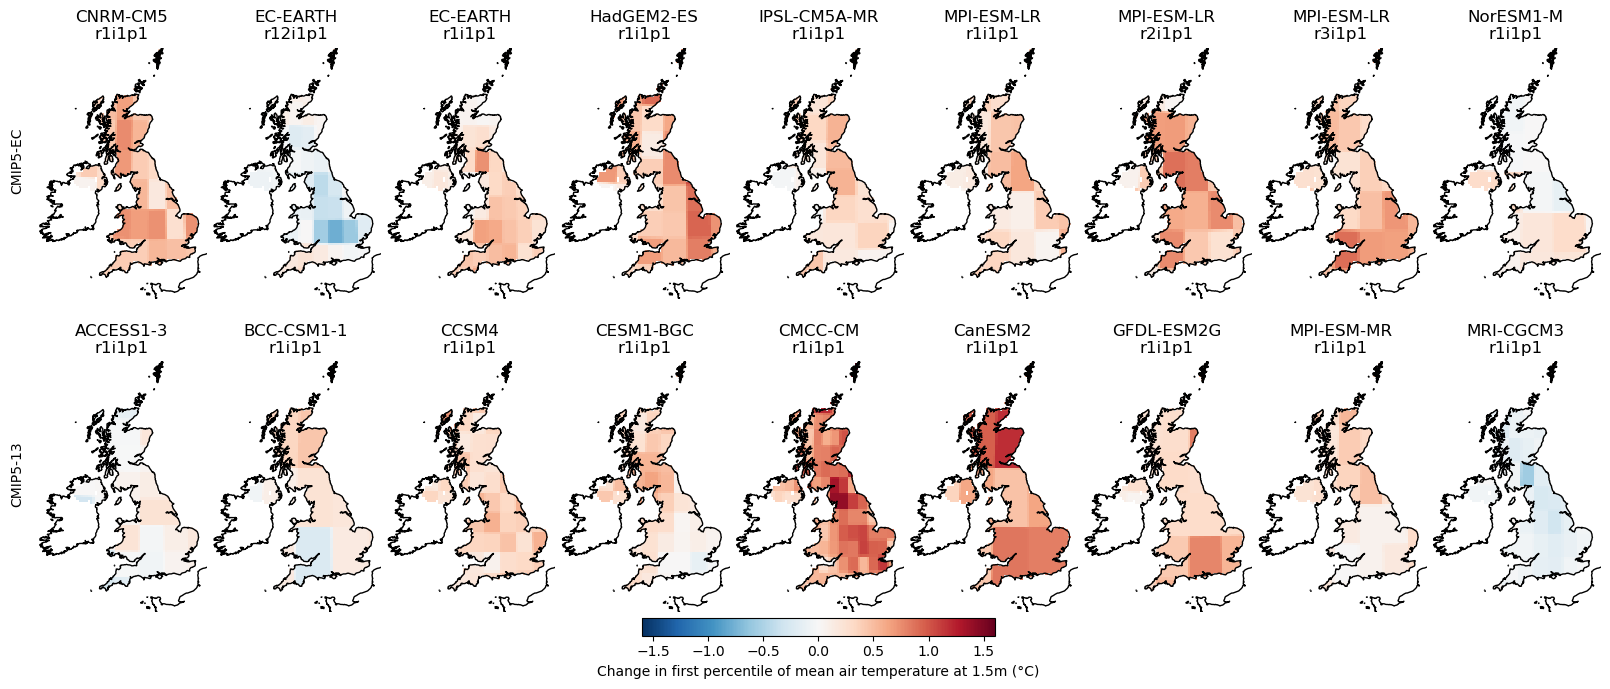 CNRM-CM5
r1i1p1
EC-EARTH
r12i1p1
EC-EARTH
r1i1p1
HadGEM2-ES
r1i1p1
IPSL-CM5A-MR
r1i1p1
MPI-ESM-LR
r1i1p1
MPI-ESM-LR
r2i1p1
MPI-ESM-LR
r3i1p1
NorESM1-M
r1i1p1
CMIP5-EC
ACCESS1-3
r1i1p1
BCC-CSM1-1
r1i1p1
CCSM4
r1i1p1
CESM1-BGC
r1i1p1
CMCC-CM
r1i1p1
CanESM2
r1i1p1
GFDL-ESM2G
r1i1p1
MPI-ESM-MR
r1i1p1
MRI-CGCM3
r1i1p1
CMIP5-13
−1.5 −1.0 −0.5 0.0 0.5 1.0 1.5
Change in first percentile of mean air temperature at 1.5m (°C)